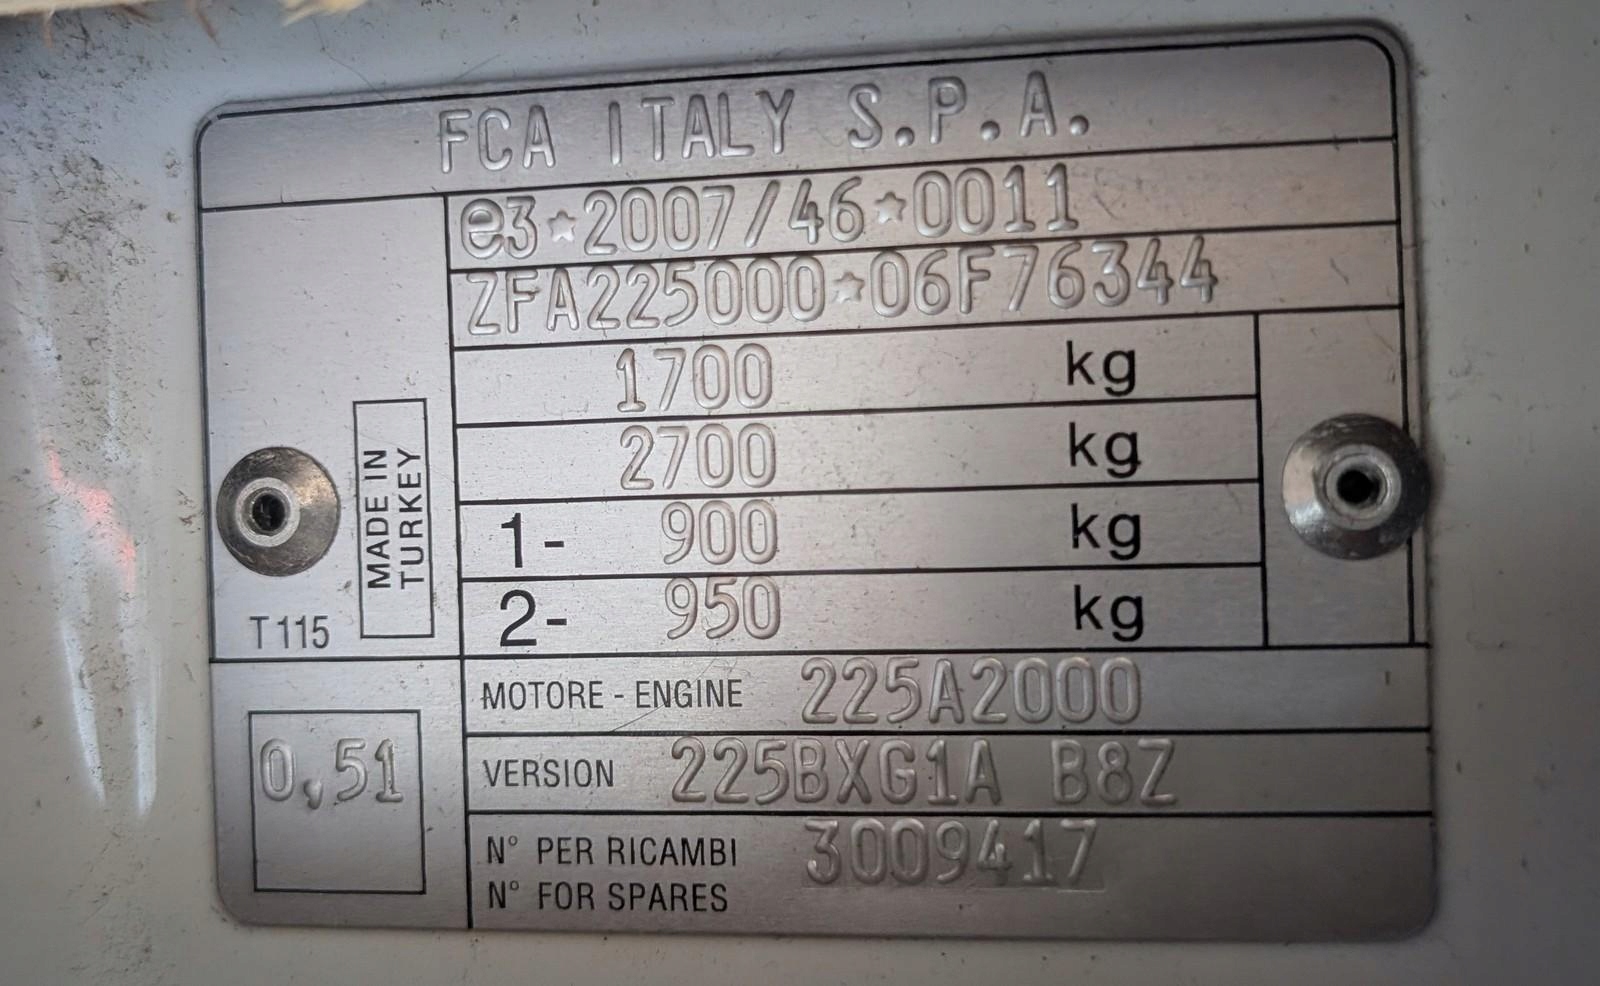 FCA ITALY S.P.A.
e3*2007/46*0011
ZFA225000*06F76344
1700 kg
2700 kg
1- 900 kg
2- 950 kg
MADE IN
TURKEY
T115
MOTORE - ENGINE 225A2000
0,51
VERSION 225BXG1A B8Z
N° PER RICAMBI 3009417
N° FOR SPARES